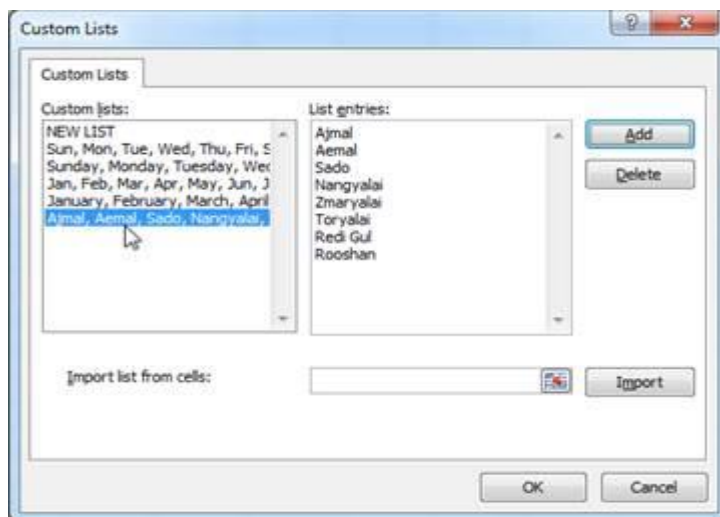 Custom Lists
Custom Lists
Custom lists:
NEW LIST
Sun, Mon, Tue, Wed, Thu, Fri, S
Sunday, Monday, Tuesday, Wed
Jan, Feb, Mar, Apr, May, Jun, J
January, February, March, April
Ajmal, Aemal, Sado, Nangyalai,
List entries:
Ajmal
Aemal
Sado
Nangyalai
Zmaryalai
Toryalai
Redi Gul
Rooshan
Add
Delete
Import list from cells:
Import
OK
Cancel